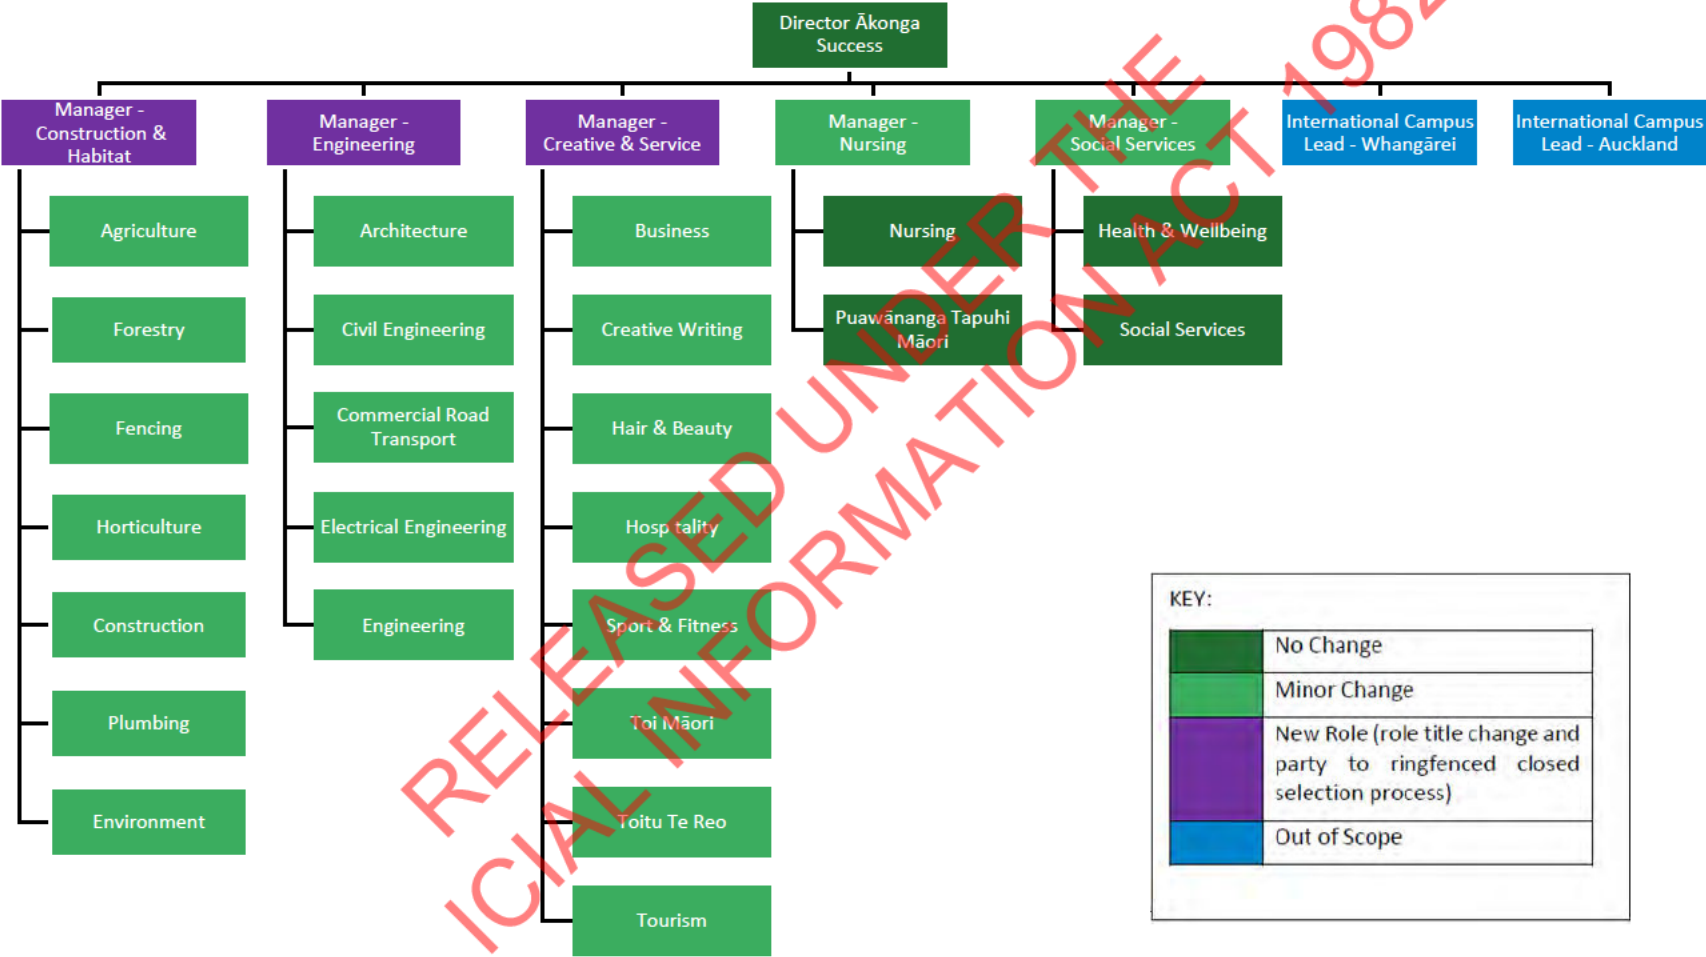 Director Ākonga
Success
Manager -
Construction &
Habitat
Manager -
Engineering
Manager -
Creative & Service
Manager -
Nursing
Manager -
Social Services
International Campus
Lead - Whangārei
International Campus
Lead - Auckland
Agriculture
Forestry
Fencing
Horticulture
Construction
Plumbing
Environment
Architecture
Civil Engineering
Commercial Road
Transport
Electrical Engineering
Engineering
Business
Creative Writing
Hair & Beauty
Hosp tality
Sport & Fitness
Toi Māori
Toitu Te Reo
Tourism
Nursing
Puawānanga Tapuhi
Māori
Health & Wellbeing
Social Services
KEY:
No Change
Minor Change
New Role (role title change and
party to ringfenced closed
selection process)
Out of Scope
RELEASED UNDER THE
ICIAL INFORMATION ACT 1982